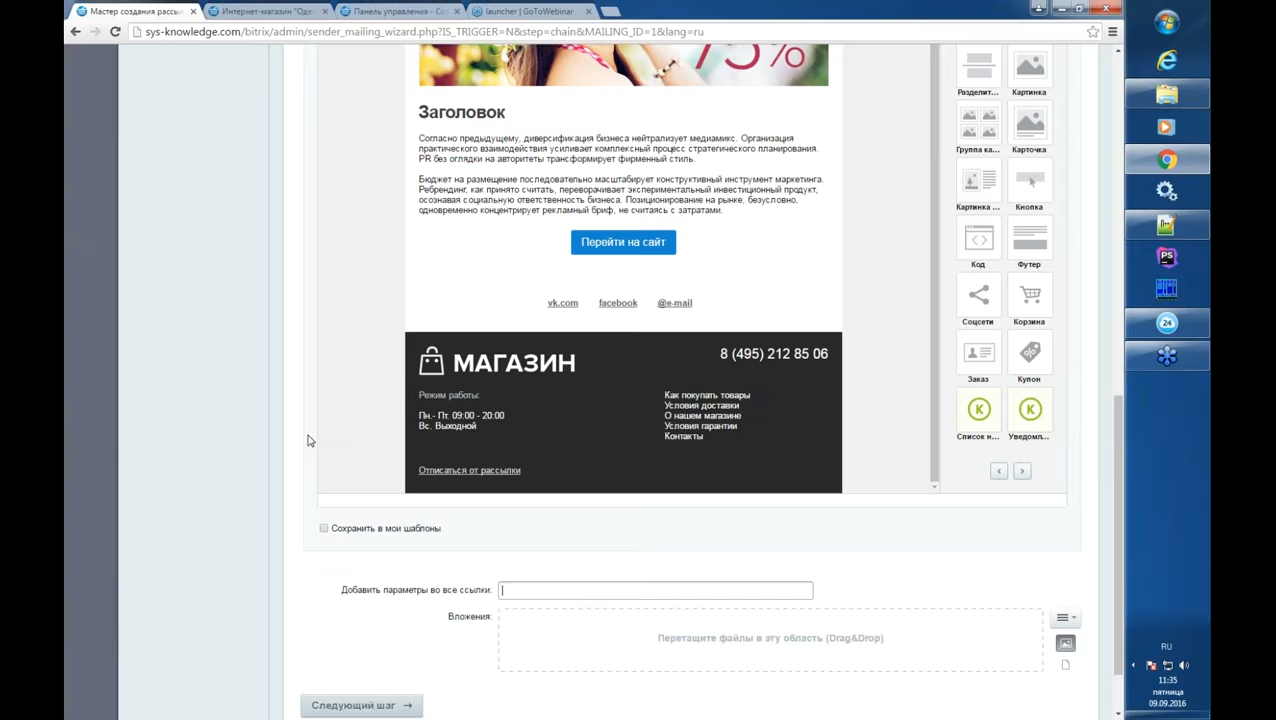 Мастер создания рассы
Интернет-магазин "Оде
Панель управления - Со
launcher | GoToWebinar
sys-knowledge.com/bitrix/admin/sender_mailing_wizard.php?IS_TRIGGER=N&step=chain&MAILING_ID=1&lang=ru
75%
Заголовок
Согласно предыдущему, диверсификация бизнеса нейтрализует медиамикс. Организация
практического взаимодействия усиливает комплексный процесс стратегического планирования.
PR без оглядки на авторитеты трансформирует фирменный стиль.
Бюджет на размещение последовательно масштабирует конструктивный инструмент маркетинга.
Ребрендинг, как принято считать, переворачивает экспериментальный инвестиционный продукт,
осознавая социальную ответственность бизнеса. Позиционирование на рынке, безусловно,
одновременно концентрирует рекламный бриф, не считаясь с затратами.
Перейти на сайт
vk.com facebook @e-mail
МАГАЗИН
8 (495) 212 85 06
Режим работы:
Пн.- Пт. 09:00 - 20:00
Вс. Выходной
Как покупать товары
Условия доставки
О нашем магазине
Условия гарантии
Контакты
Отписаться от рассылки
Разделит... Картинка
Группа ка... Карточка
Картинка ... Кнопка
Код Футер
Соцсети Корзина
Заказ Купон
K K
Список н... Уведомл...
Сохранить в мои шаблоны
Добавить параметры во все ссылки:
Вложения:
Перетащите файлы в эту область (Drag&Drop)
Следующий шаг →
PS
24
RU
11:35
пятница
09.09.2016